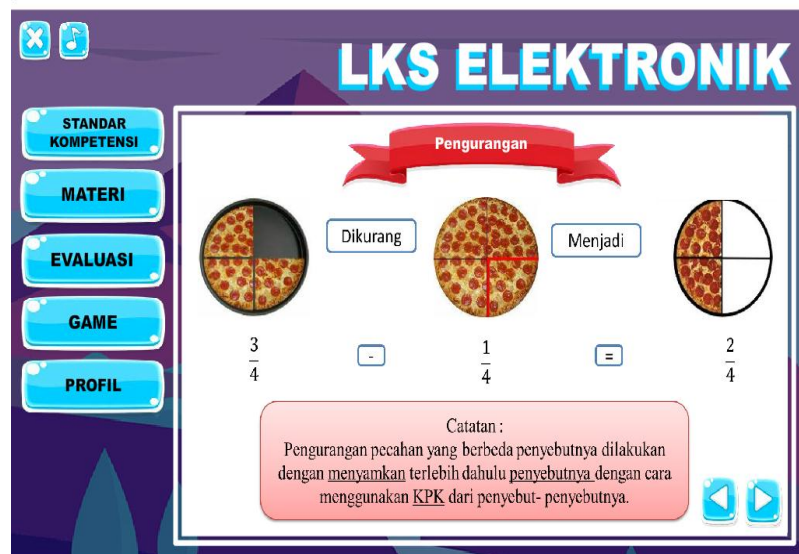 LKS ELEKTRONIK
STANDAR
KOMPETENSI
MATERI
EVALUASI
GAME
PROFIL
Pengurangan
Dikurang
Menjadi
3/4 - 1/4 = 2/4
Catatan :
Pengurangan pecahan yang berbeda penyebutnya dilakukan
dengan menyamkan terlebih dahulu penyebutnya dengan cara
menggunakan KPK dari penyebut- penyebutnya.